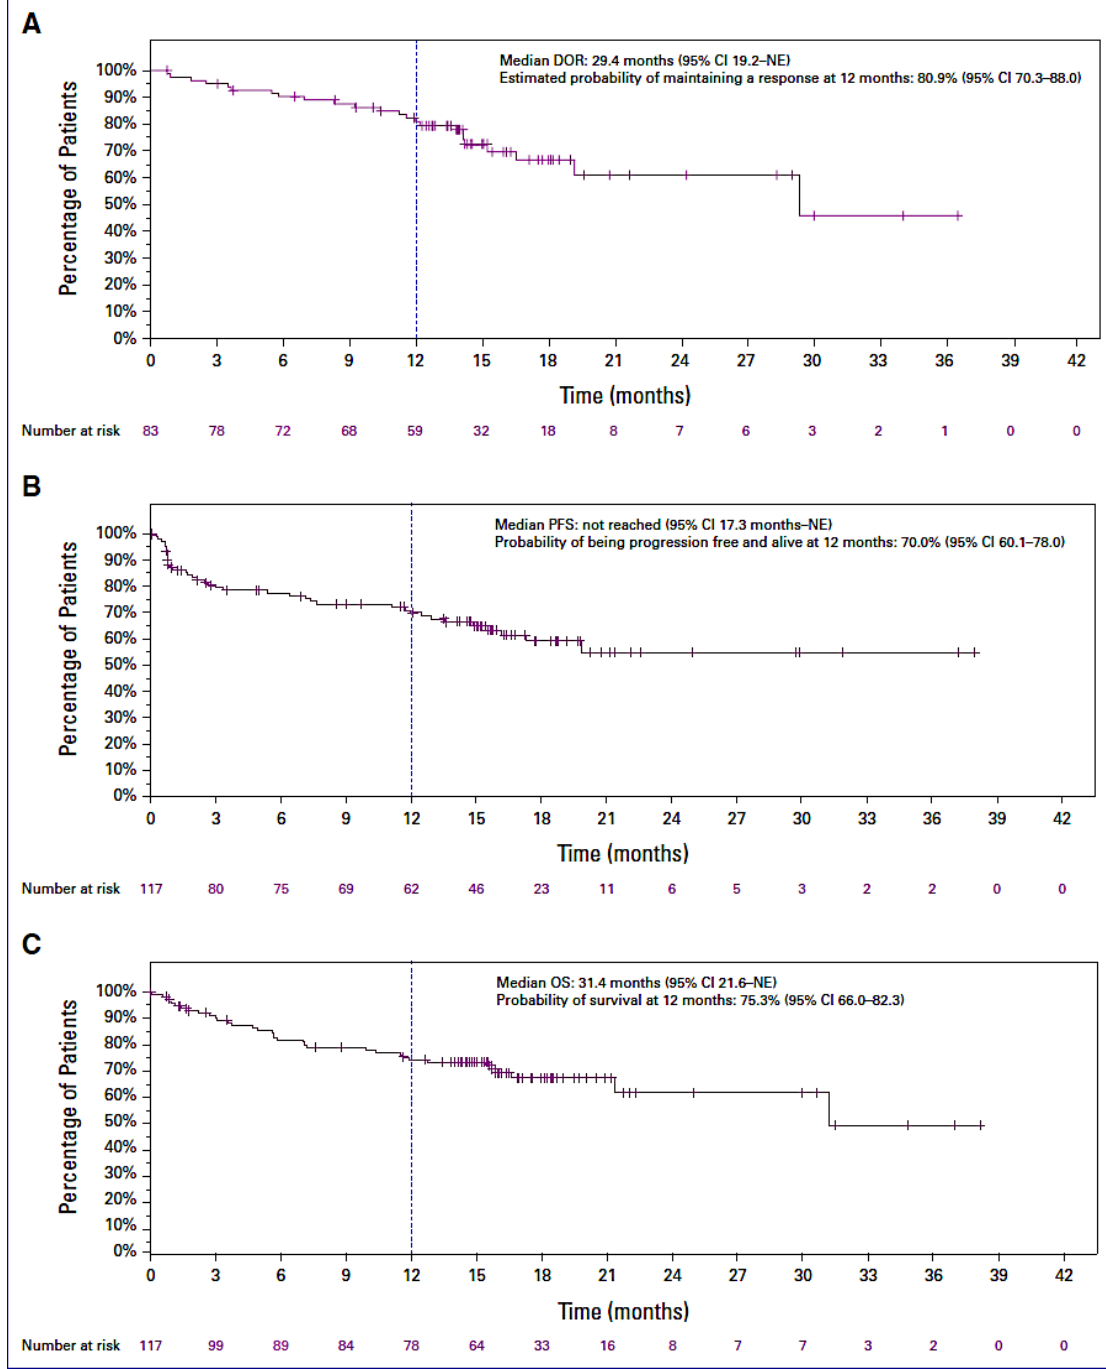 A
Median DOR: 29.4 months (95% CI 19.2–NE)
Estimated probability of maintaining a response at 12 months: 80.9% (95% CI 70.3–88.0)
Percentage of Patients
100%
90%
80%
70%
60%
50%
40%
30%
20%
10%
0%
0 3 6 9 12 15 18 21 24 27 30 33 36 39 42
Time (months)
Number at risk 83 78 72 68 59 32 18 8 7 6 3 2 1 0 0
B
Median PFS: not reached (95% CI 17.3 months–NE)
Probability of being progression free and alive at 12 months: 70.0% (95% CI 60.1–78.0)
Percentage of Patients
100%
90%
80%
70%
60%
50%
40%
30%
20%
10%
0%
0 3 6 9 12 15 18 21 24 27 30 33 36 39 42
Time (months)
Number at risk 117 80 75 69 62 46 23 11 6 5 3 2 2 0 0
C
Median OS: 31.4 months (95% CI 21.6–NE)
Probability of survival at 12 months: 75.3% (95% CI 66.0–82.3)
Percentage of Patients
100%
90%
80%
70%
60%
50%
40%
30%
20%
10%
0%
0 3 6 9 12 15 18 21 24 27 30 33 36 39 42
Time (months)
Number at risk 117 99 89 84 78 64 33 16 8 7 7 3 2 0 0